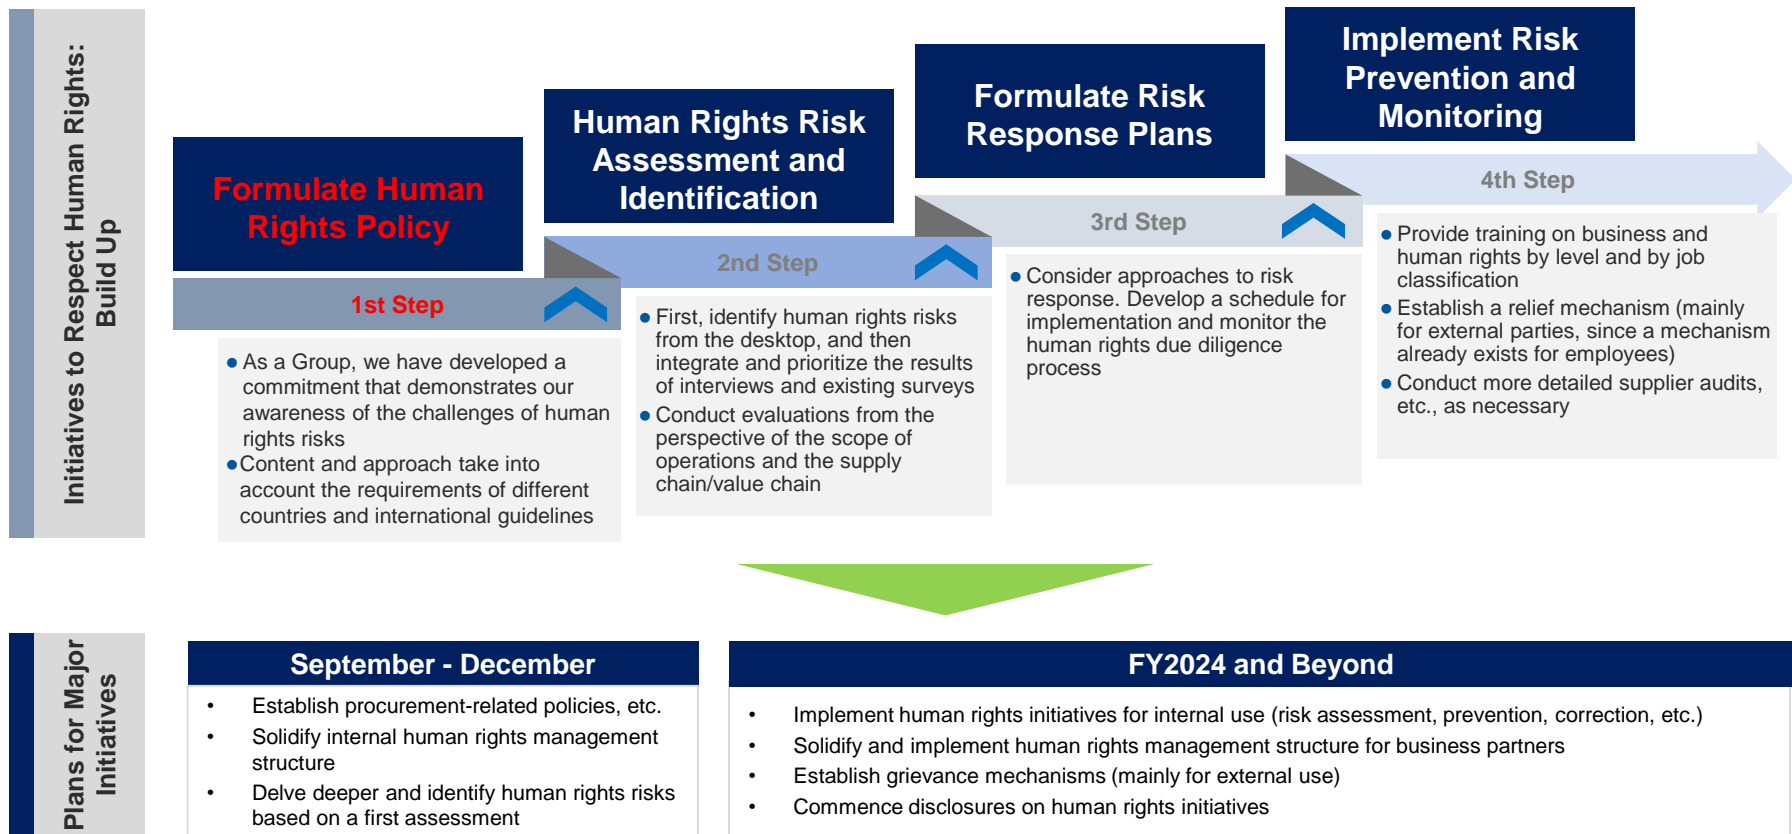 Initiatives to Respect Human Rights:
Build Up
Formulate Human
Rights Policy
1st Step
● As a Group, we have developed a
commitment that demonstrates our
awareness of the challenges of human
rights risks
● Content and approach take into
account the requirements of different
countries and international guidelines
Human Rights Risk
Assessment and
Identification
2nd Step
● First, identify human rights risks
from the desktop, and then
integrate and prioritize the results
of interviews and existing surveys
● Conduct evaluations from the
perspective of the scope of
operations and the supply
chain/value chain
Formulate Risk
Response Plans
3rd Step
● Consider approaches to risk
response. Develop a schedule for
implementation and monitor the
human rights due diligence
process
Implement Risk
Prevention and
Monitoring
4th Step
● Provide training on business and
human rights by level and by job
classification
● Establish a relief mechanism (mainly
for external parties, since a mechanism
already exists for employees)
● Conduct more detailed supplier audits,
etc., as necessary
Plans for Major
Initiatives
September - December
• Establish procurement-related policies, etc.
• Solidify internal human rights management
structure
• Delve deeper and identify human rights risks
based on a first assessment
FY2024 and Beyond
• Implement human rights initiatives for internal use (risk assessment, prevention, correction, etc.)
• Solidify and implement human rights management structure for business partners
• Establish grievance mechanisms (mainly for external use)
• Commence disclosures on human rights initiatives